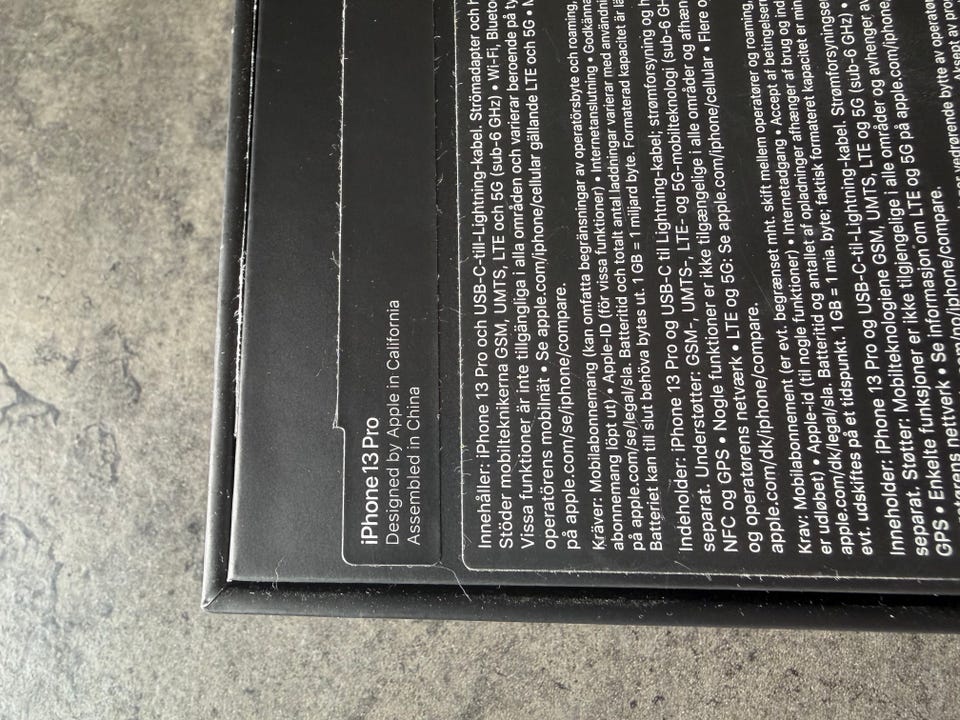 iPhone 13 Pro
Designed by Apple in California
Assembled in China
Innehåller: iPhone 13 Pro och USB-C-till-Lightning-kabel. Strömadapter och
Stöder mobilteknikerna GSM, UMTS, LTE och 5G (sub-6 GHz) • Wi-Fi,
Vissa funktioner är inte tillgängliga i alla områden och varierar beroende på
operatörens mobilnät • Se apple.com/se/iphone/cellular gällande LTE och 5G •
på apple.com/se/iphone/compare.
Kräver: Mobilabonnemang (kan omfatta begränsningar av operatörsbyte och roaming,
abonnemang löpt ut) • Apple-ID (för vissa funktioner) • Internetanslutning •
på apple.com/se/legal/sla. Batteritid och totalt antal laddningar varierar med
Batteriet kan till slut behöva bytas ut. 1 GB = 1 miljard byte. Formaterad kapacitet är
Indeholder: iPhone 13 Pro og USB-C til Lightning-kabel; strømforsyning og
separat. Understøtter: GSM-, UMTS-, LTE- og 5G-mobilteknologi (sub-6 GHz)
NFC og GPS • Nogle funktioner er ikke tilgængelige i alle områder og
og operatørens netværk • LTE og 5G: Se apple.com/dk/iphone/cellular • Flere
apple.com/dk/iphone/compare.
Krav: Mobilabonnement (er evt. begrænset mht. skift mellem operatører og roaming,
er udløbet) • Apple-id (til nogle funktioner) • Internetadgang • Accept af
apple.com/dk/legal/sla. Batteritid og antallet af opladninger afhænger af brug og
evt. udskiftes på et tidspunkt. 1 GB = 1 mia. byte; faktisk formateret kapacitet er
Inneholder: iPhone 13 Pro og USB-C-til-Lightning-kabel.
separat. Støtter: Mobilteknologiene GSM, UMTS, LTE og 5G (sub-6 GHz) •
GPS • Enkelte funksjoner er ikke tilgjengelige i alle områder og avhenger av
operatørens nettverk • Se informasjon om LTE og 5G på apple.com/no/iphone/